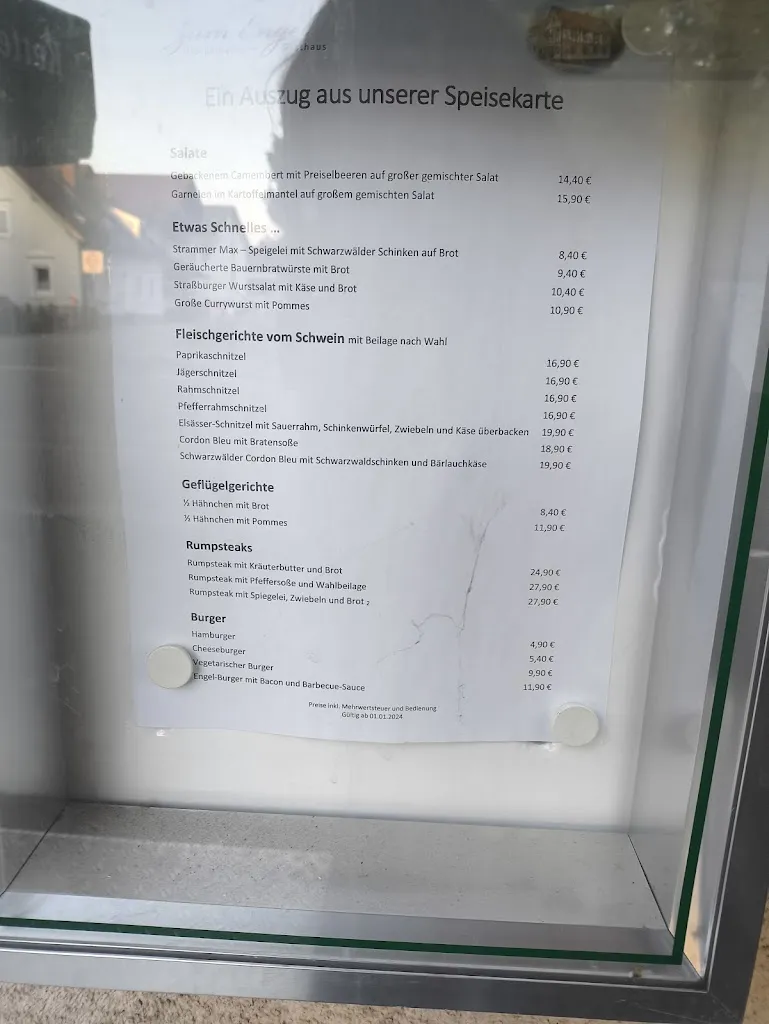 Zum Engel
Ein Auszug aus unserer Speisekarte
Salate
Gebackenem Camembert mit Preiselbeeren auf großer gemischter Salat 14,40 €
Garnelen im Kartoffelmantel auf großem gemischten Salat 15,90 €
Etwas Schnelles ...
Strammer Max – Speigelei mit Schwarzwälder Schinken auf Brot 8,40 €
Geräucherte Bauernbratwürste mit Brot 9,40 €
Straßburger Wurstsalat mit Käse und Brot 10,40 €
Große Currywurst mit Pommes 10,90 €
Fleischgerichte vom Schwein mit Beilage nach Wahl
Paprikaschnitzel 16,90 €
Jägerschnitzel 16,90 €
Rahmschnitzel 16,90 €
Pfefferrahmschnitzel 16,90 €
Elsässer-Schnitzel mit Sauerrahm, Schinkenwürfel, Zwiebeln und Käse überbacken 19,90 €
Cordon Bleu mit Bratensoße 18,90 €
Schwarzwälder Cordon Bleu mit Schwarzwaldschinken und Bärlauchkäse 19,90 €
Geflügelgerichte
½ Hähnchen mit Brot 8,40 €
½ Hähnchen mit Pommes 11,90 €
Rumpsteaks
Rumpsteak mit Kräuterbutter und Brot 24,90 €
Rumpsteak mit Pfeffersoße und Wahlbeilage 27,90 €
Rumpsteak mit Spiegelei, Zwiebeln und Brot 2 27,90 €
Burger
Hamburger 4,90 €
Cheeseburger 5,40 €
Vegetarischer Burger 9,90 €
Engel-Burger mit Bacon und Barbecue-Sauce 11,90 €
Preise inkl. Mehrwertsteuer und Bedienung
Gültig ab 01.01.2024